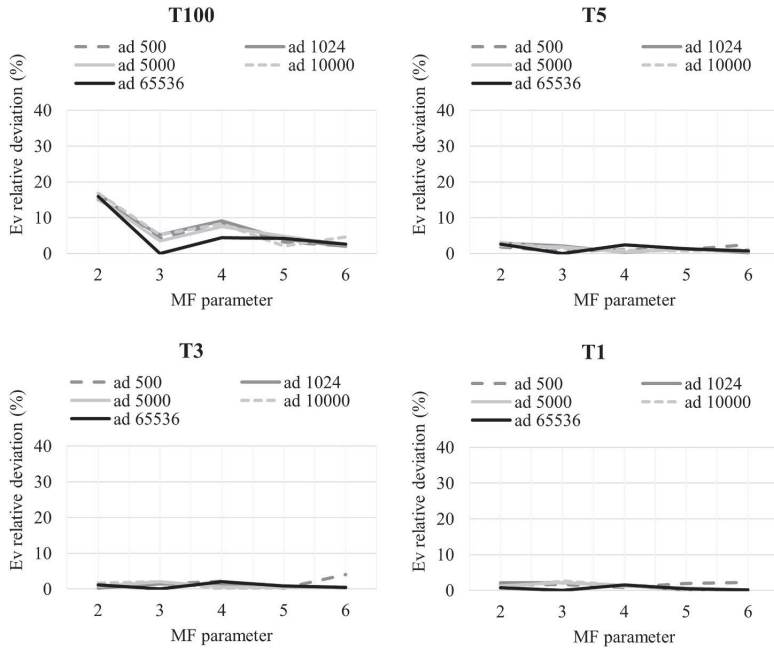 T100
ad 500
ad 1024
ad 5000
ad 10000
ad 65536
Ev relative deviation (%)
40
30
20
10
0
2 3 4 5 6
MF parameter
T5
ad 500
ad 1024
ad 5000
ad 10000
ad 65536
Ev relative deviation (%)
40
30
20
10
0
2 3 4 5 6
MF parameter
T3
ad 500
ad 1024
ad 5000
ad 10000
ad 65536
Ev relative deviation (%)
40
30
20
10
0
2 3 4 5 6
MF parameter
T1
ad 500
ad 1024
ad 5000
ad 10000
ad 65536
Ev relative deviation (%)
40
30
20
10
0
2 3 4 5 6
MF parameter